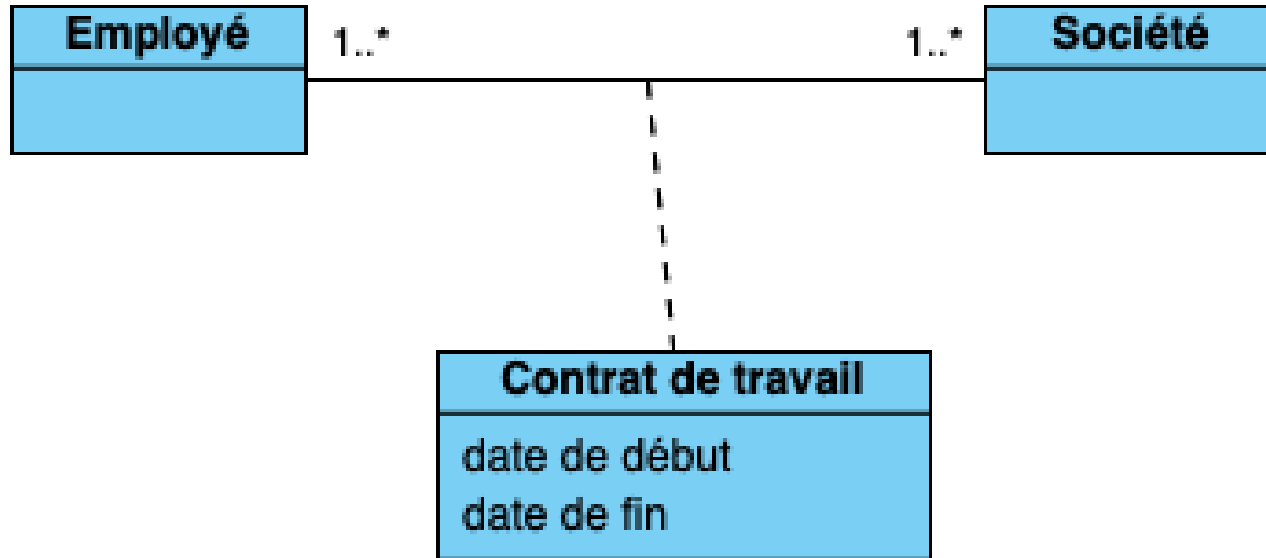 Employé
1..*
1..*
Société
Contrat de travail
date de début
date de fin